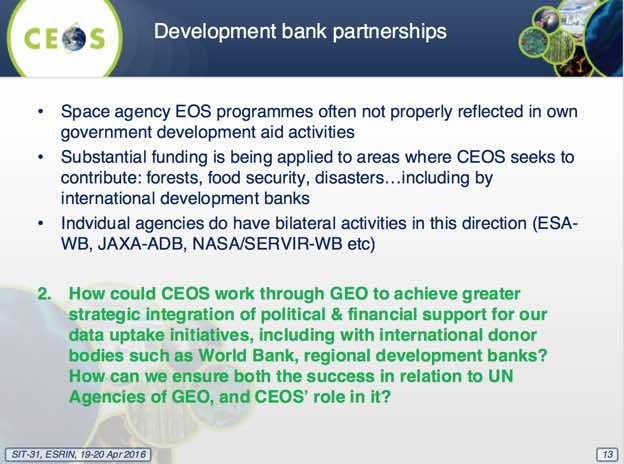 CEOS
Development bank partnerships
• Space agency EOS programmes often not properly reflected in own
government development aid activities
• Substantial funding is being applied to areas where CEOS seeks to
contribute: forests, food security, disasters…including by
international development banks
• Indvidual agencies do have bilateral activities in this direction (ESA-
WB, JAXA-ADB, NASA/SERVIR-WB etc)
2. How could CEOS work through GEO to achieve greater
strategic integration of political & financial support for our
data uptake initiatives, including with international donor
bodies such as World Bank, regional development banks?
How can we ensure both the success in relation to UN
Agencies of GEO, and CEOS’ role in it?
SIT-31, ESRIN, 19-20 Apr 2016
13